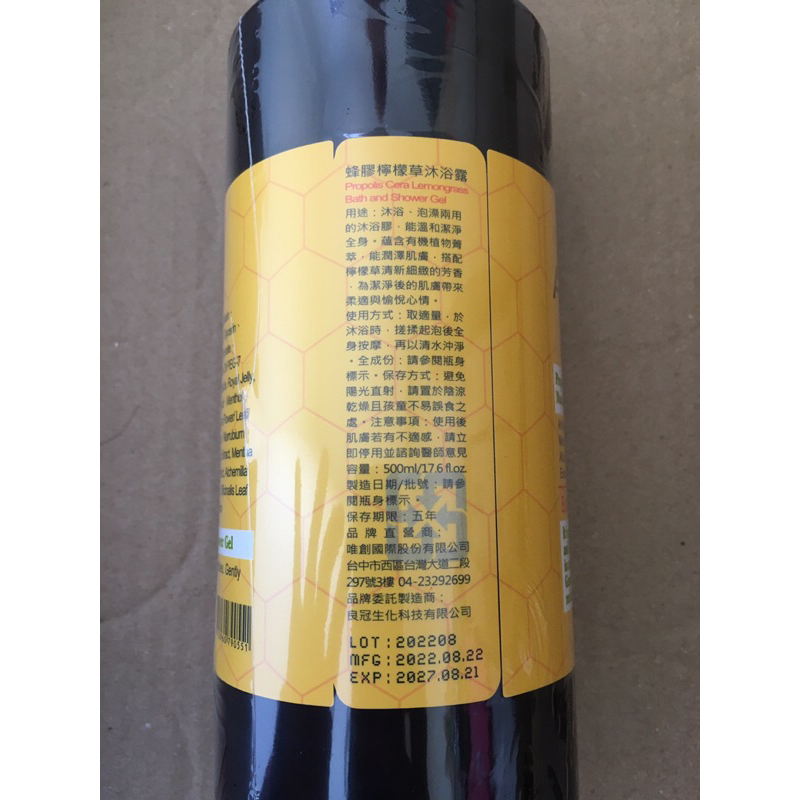 蜂膠檸檬草沐浴露
Propolis Cera Lemongrass
Bath and Shower Gel
用途：沐浴、泡澡兩用
的沐浴膠，能溫和潔淨
全身。蘊含有機植物菁
萃，能潤澤肌膚，搭配
檸檬草清新細緻的芳香
，為潔淨後的肌膚帶來
柔適與愉悅心情。
使用方式：取適量，於
沐浴時，搓揉起泡後全
身按摩，再以清水沖淨
。全成份：請參閱瓶身
標示。保存方式：避免
陽光直射，請置於陰涼
乾燥且孩童不易誤食之
處。注意事項：使用後
肌膚若有不適感，請立
即停用並諮詢醫師意見
容量：500ml/17.6 fl.oz.
製造日期/批號：請參
閱瓶身標示。
保存期限：五年
品牌直營商：
唯創國際股份有限公司
台中市西區台灣大道二段
297號3樓 04-23292699
品牌委託製造商：
良冠生化科技有限公司
LOT:202208
MFG:2022.08.22
EXP:2027.08.21
PEG-7
Royal Jelly,
Flower Leaf
Marrubium
Mentha
Alchemilla
Leaf
Gel
Gently